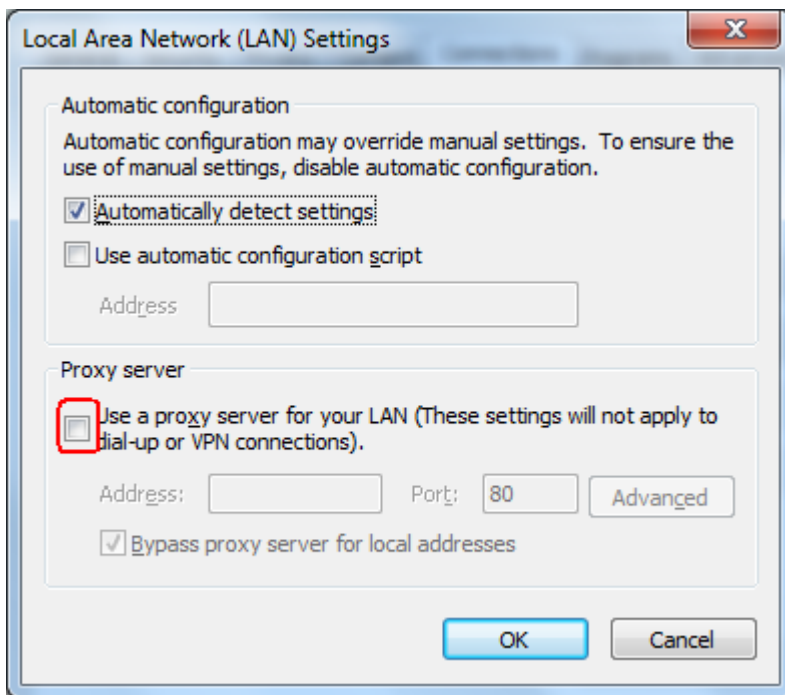 Local Area Network (LAN) Settings
Automatic configuration
Automatic configuration may override manual settings. To ensure the
use of manual settings, disable automatic configuration.
Automatically detect settings
Use automatic configuration script
Address
Proxy server
Use a proxy server for your LAN (These settings will not apply to
dial-up or VPN connections).
Address:
Port: 80
Advanced
Bypass proxy server for local addresses
OK
Cancel